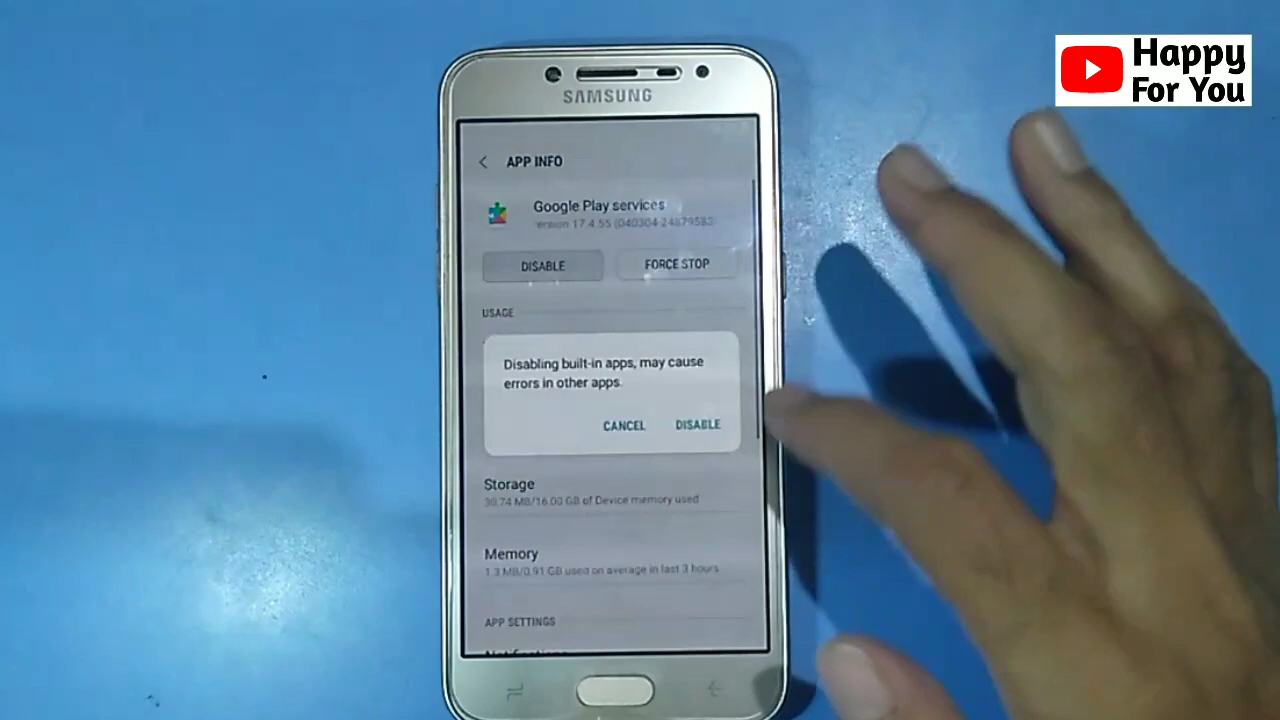 Happy
For You
SAMSUNG
APP INFO
Google Play services
version 17.4.55 (040304-24879583
DISABLE
FORCE STOP
USAGE
Disabling built-in apps, may cause
errors in other apps.
CANCEL
DISABLE
Storage
39.74 MB/16.00 GB of Device memory used
Memory
1.3 MB/0.91 GB used on average in last 3 hours
APP SETTINGS
Notifications